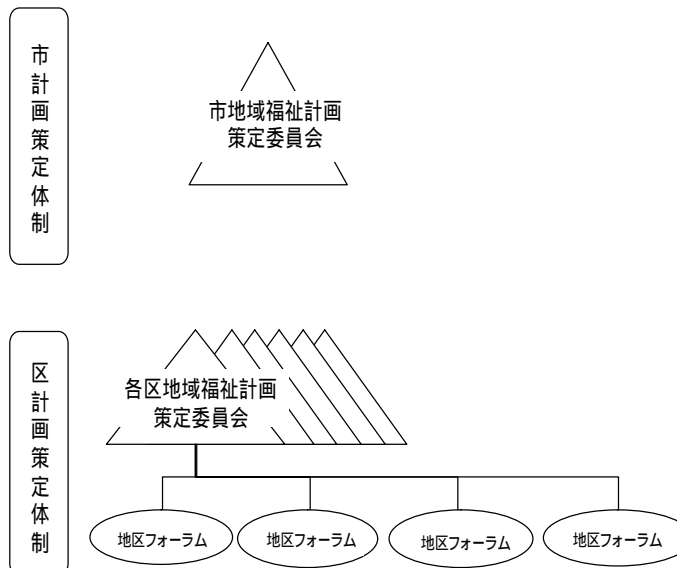 市計画策定体制
市地域福祉計画
策定委員会
区計画策定体制
各区地域福祉計画
策定委員会
地区フォーラム
地区フォーラム
地区フォーラム
地区フォーラム